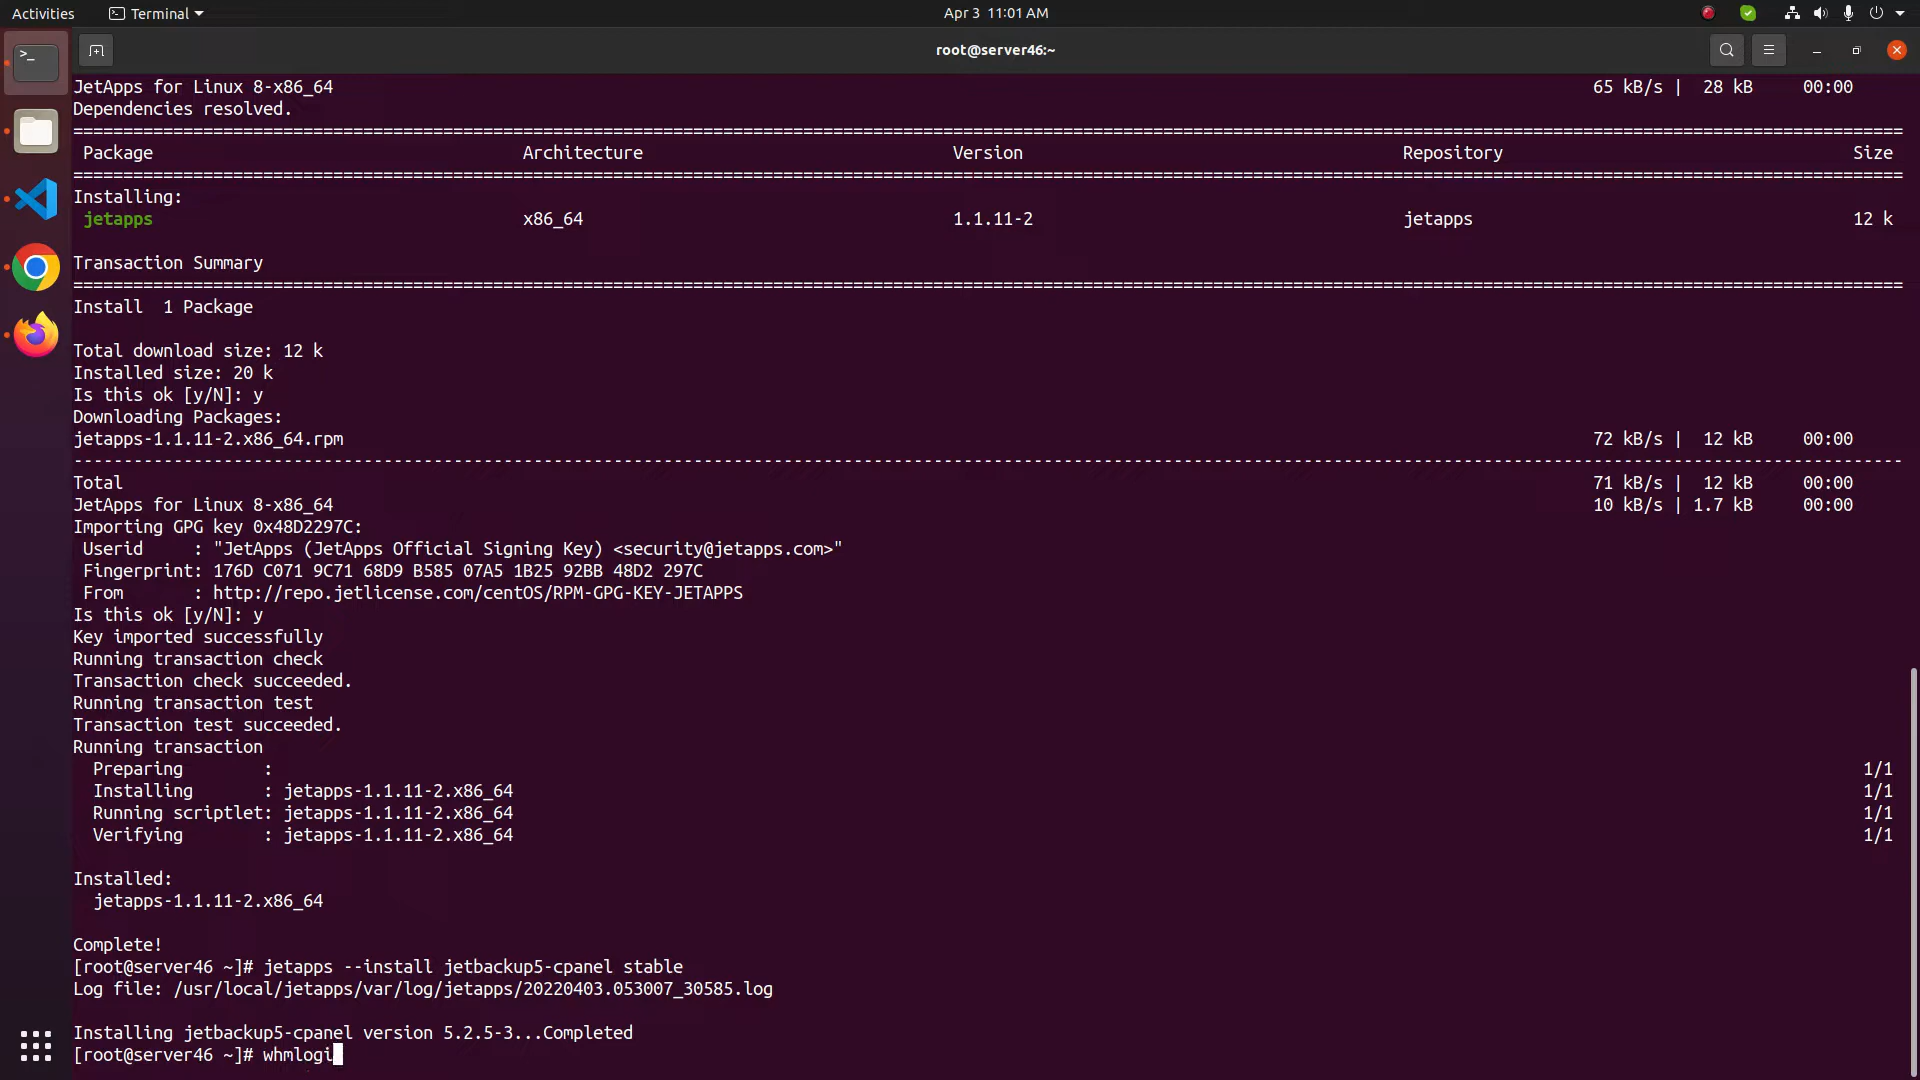 Activities Terminal Apr 3 11:01 AM
root@server46:~
JetApps for Linux 8-x86_64 65 kB/s | 28 kB 00:00
Dependencies resolved.
Package Architecture Version Repository Size
Installing:
jetapps x86_64 1.1.11-2 jetapps 12 k
Transaction Summary
Install 1 Package
Total download size: 12 k
Installed size: 20 k
Is this ok [y/N]: y
Downloading Packages:
jetapps-1.1.11-2.x86_64.rpm 72 kB/s | 12 kB 00:00
Total 71 kB/s | 12 kB 00:00
JetApps for Linux 8-x86_64 10 kB/s | 1.7 kB 00:00
Importing GPG key 0x48D2297C:
Userid : "JetApps (JetApps Official Signing Key) <security@jetapps.com>"
Fingerprint: 176D C071 9C71 68D9 B585 07A5 1B25 92BB 48D2 297C
From : http://repo.jetlicense.com/centOS/RPM-GPG-KEY-JETAPPS
Is this ok [y/N]: y
Key imported successfully
Running transaction check
Transaction check succeeded.
Running transaction test
Transaction test succeeded.
Running transaction
Preparing : 1/1
Installing : jetapps-1.1.11-2.x86_64 1/1
Running scriptlet: jetapps-1.1.11-2.x86_64 1/1
Verifying : jetapps-1.1.11-2.x86_64 1/1
Installed:
jetapps-1.1.11-2.x86_64
Complete!
[root@server46 ~]# jetapps --install jetbackup5-cpanel stable
Log file: /usr/local/jetapps/var/log/jetapps/20220403.053007_30585.log
Installing jetbackup5-cpanel version 5.2.5-3...Completed
[root@server46 ~]# whmlogi